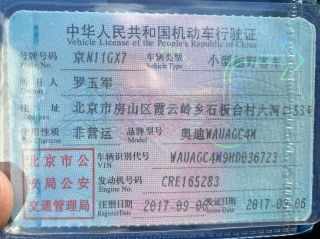 中华人民共和国机动车行驶证
Vehicle License of the People's Republic of China
号牌号码 京N11GX7 车辆类型 小型越野客车
Plate No. Vehicle Type
所有人 罗玉军
Owner
住址 北京市房山区霞云岭乡石板台村六河口53号
Address
使用性质 非营运 品牌型号 奥迪WAUAGC4M
北京市公安局公安交通管理局
车辆识别代号 WAUAGC4M9HD036723
VIN
发动机号码 CRE165283
Engine No.
注册日期 2017-09-06 发证日期 2017-09-06
Register Date Issue Date